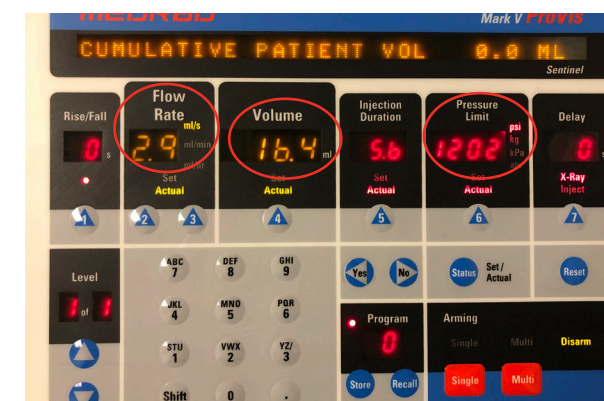 MEDRAD
Mark V ProVis
CUMULATIVE PATIENT VOL 0.0 ML
Sentinel
Rise/Fall
0 s
Flow
Rate
2.9
ml/s
ml/min
ml/hr
Set
Actual
Volume
16.4 ml
Set
Actual
Injection
Duration
5.6 s
Set
Actual
Pressure
Limit
1202
psi
kg
kPa
Set
Actual
Delay
0 s
X-Ray
Inject
1
2
3
4
5
6
7
Level
1 of 1
ABC
7
DEF
8
GHI
9
JKL
4
MNO
5
PQR
6
STU
1
VWX
2
YZ/
3
Shift
0
.
Yes
No
Status
Set /
Actual
Reset
Program
0
Store
Recall
Arming
Single
Multi
Disarm
Single
Multi